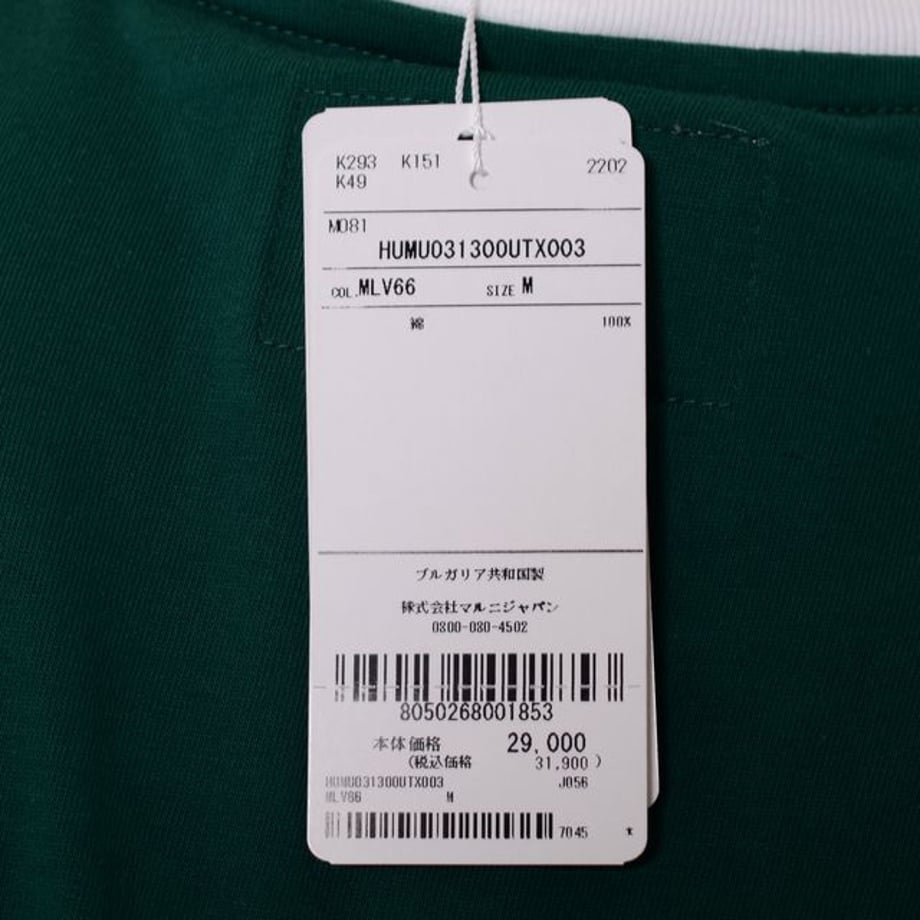 K293 K151 2202
K49
M081
HUMU031300UTX003
COL.MLV66 SIZE M
綿 100%
ブルガリア共和国製
株式会社マルニジャパン
0800-080-4502
8050268001853
本体価格 29,000
(税込価格 31,900)
HUMU031300UTX003 J056
MLV66 M
7045 *